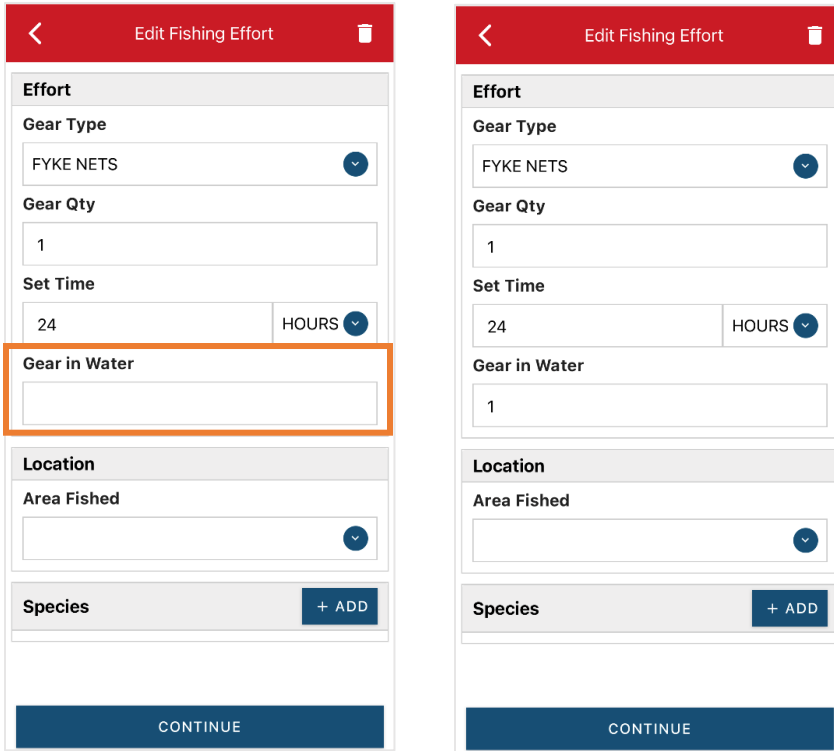 Edit Fishing Effort
Effort
Gear Type
FYKE NETS
Gear Qty
1
Set Time
24 HOURS
Gear in Water
Location
Area Fished
Species + ADD
CONTINUE
Edit Fishing Effort
Effort
Gear Type
FYKE NETS
Gear Qty
1
Set Time
24 HOURS
Gear in Water
1
Location
Area Fished
Species + ADD
CONTINUE